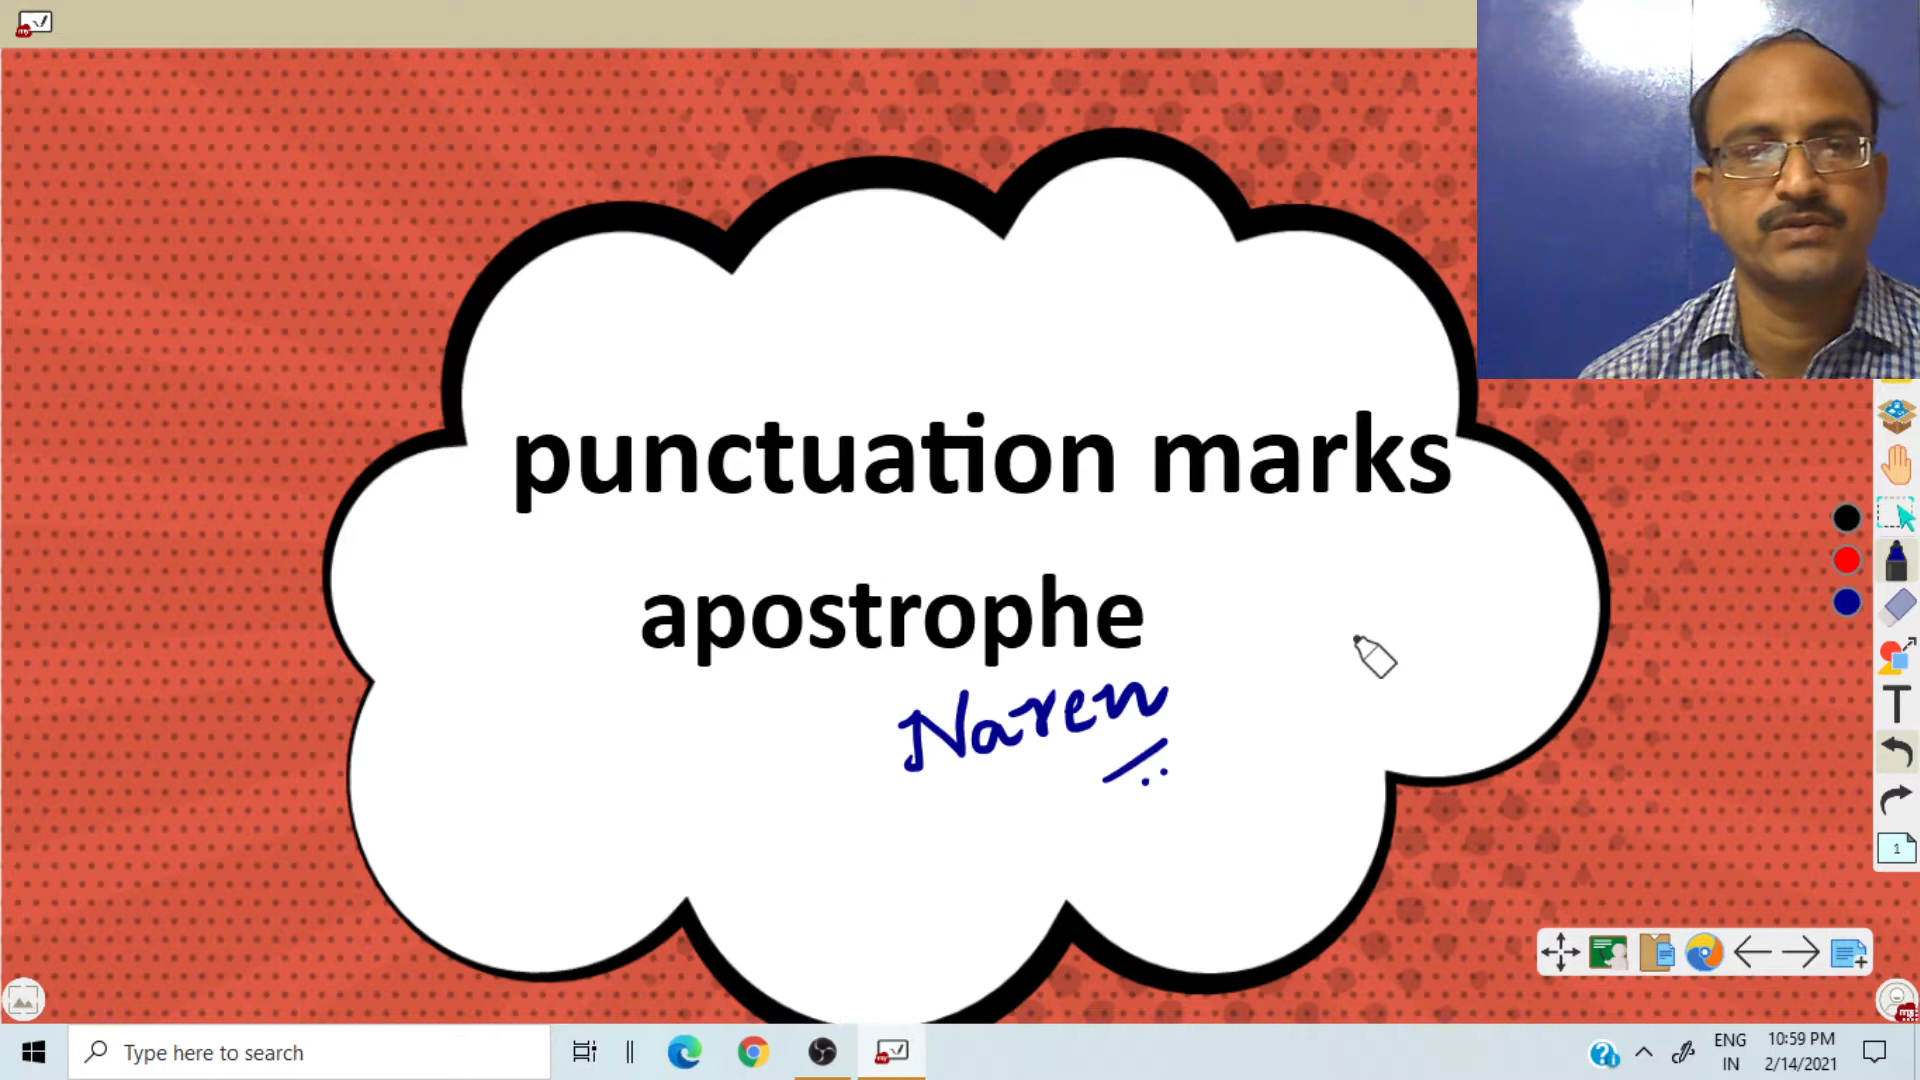 punctuation marks
apostrophe
Naren
1
Type here to search
ENG
IN
10:59 PM
2/14/2021